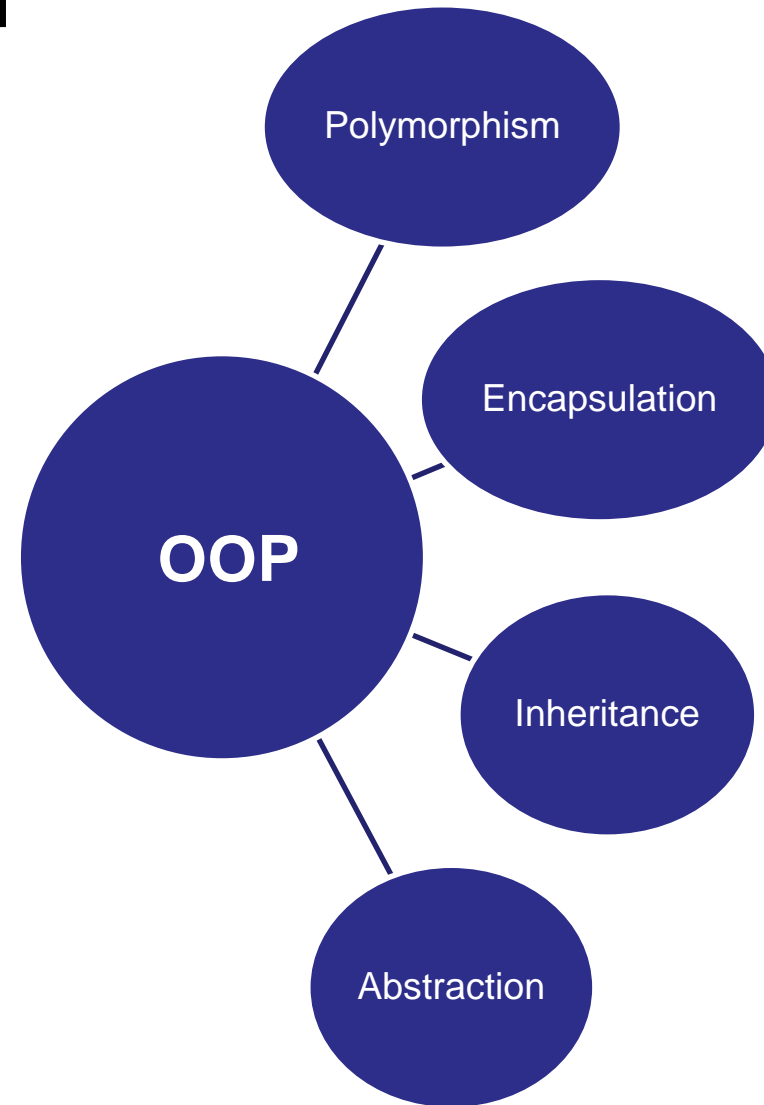 Polymorphism
Encapsulation
OOP
Inheritance
Abstraction